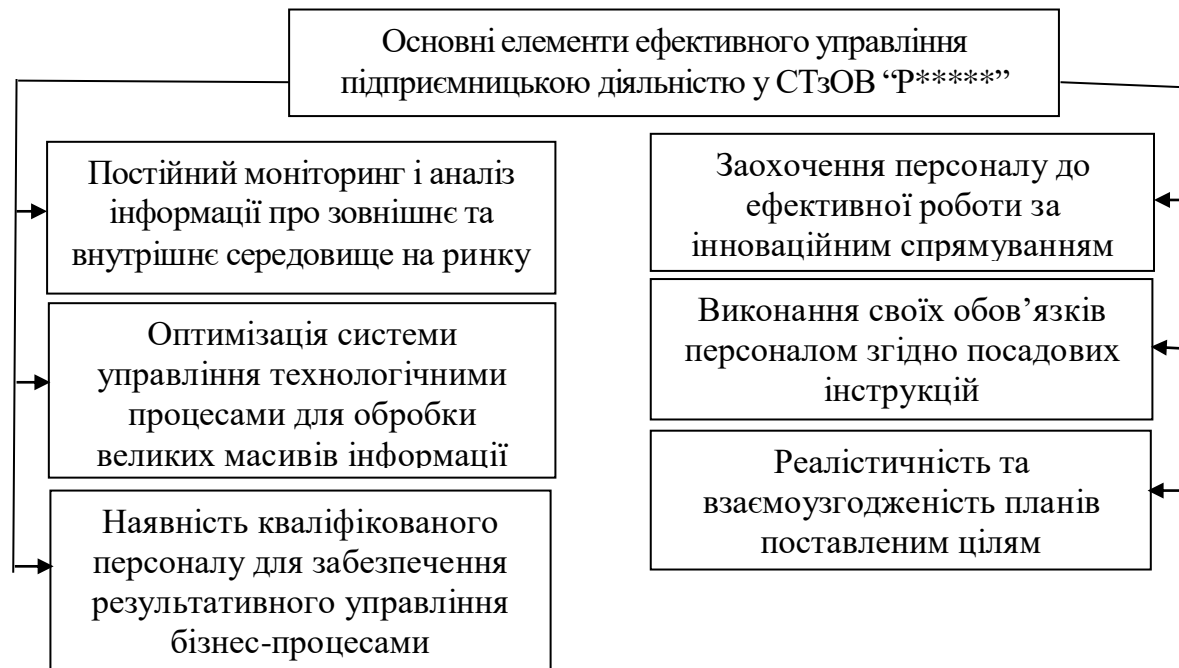 Основні елементи ефективного управління
підприємницькою діяльністю у СТзОВ “Р*****”
Постійний моніторинг і аналіз
інформації про зовнішнє та
внутрішнє середовище на ринку
Оптимізація системи
управління технологічними
процесами для обробки
великих масивів інформації
Наявність кваліфікованого
персоналу для забезпечення
результативного управління
бізнес-процесами
Заохочення персоналу до
ефективної роботи за
інноваційним спрямуванням
Виконання своїх обов’язків
персоналом згідно посадових
інструкцій
Реалістичність та
взаємоузгодженість планів
поставленим цілям